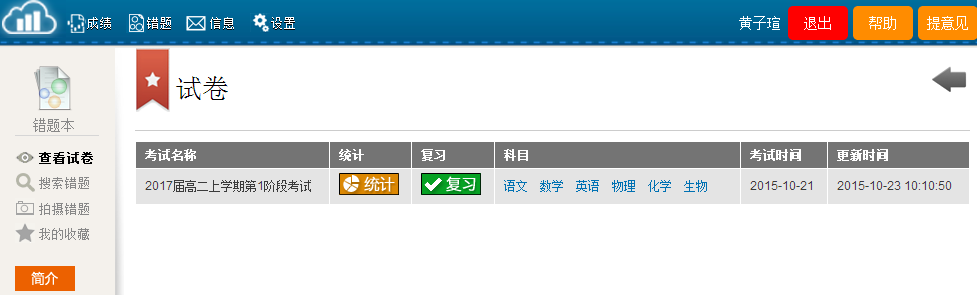 成绩 错题 信息 设置 黄子瑄 退出 帮助 提意见
试卷
错题本
查看试卷
搜索错题
拍摄错题
我的收藏
简介
考试名称 统计 复习 科目 考试时间 更新时间
2017届高二上学期第1阶段考试 统计 复习 语文 数学 英语 物理 化学 生物 2015-10-21 2015-10-23 10:10:50